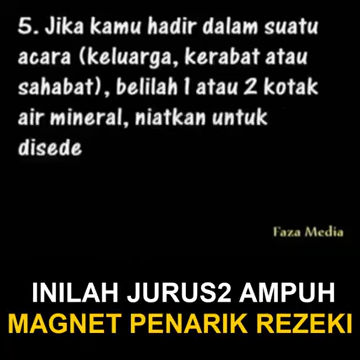 5. Jika kamu hadir dalam suatu
acara (keluarga, kerabat atau
sahabat), belilah 1 atau 2 kotak
air mineral, niatkan untuk
disede
Faza Media
INILAH JURUS2 AMPUH
MAGNET PENARIK REZEKI